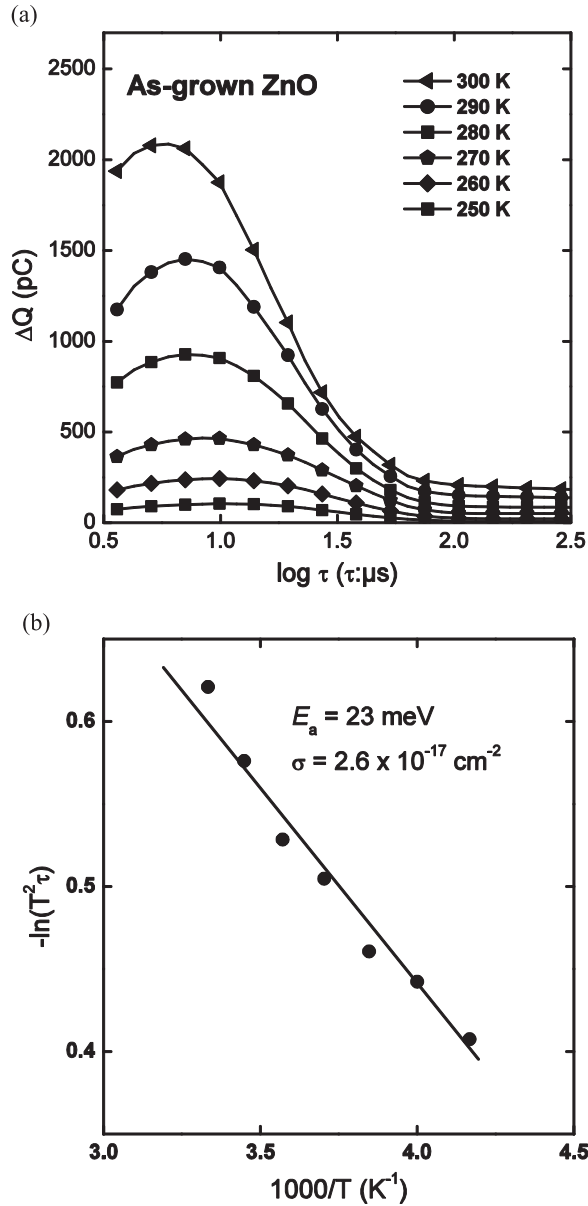 (a)
2500
2000
1500
1000
500
0
ΔQ (pC)
As-grown ZnO
300 K
290 K
280 K
270 K
260 K
250 K
0.5 1.0 1.5 2.0 2.5
log τ (τ:µs)
(b)
0.6
0.5
0.4
-ln(T²τ)
Eₐ = 23 meV
σ = 2.6 x 10⁻¹⁷ cm⁻²
3.0 3.5 4.0 4.5
1000/T (K⁻¹)